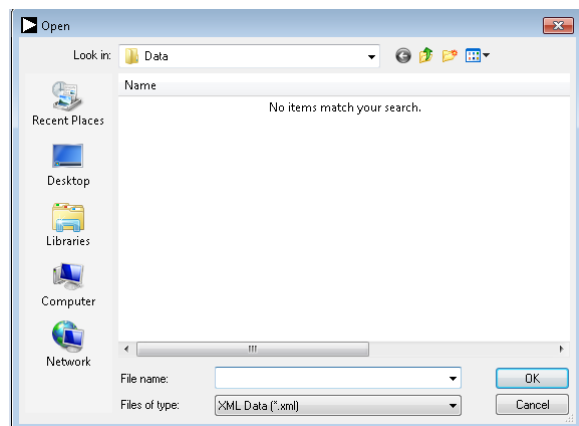 Open
Look in: Data
Name
No items match your search.
Recent Places
Desktop
Libraries
Computer
Network
File name: OK
Files of type: XML Data (*.xml) Cancel